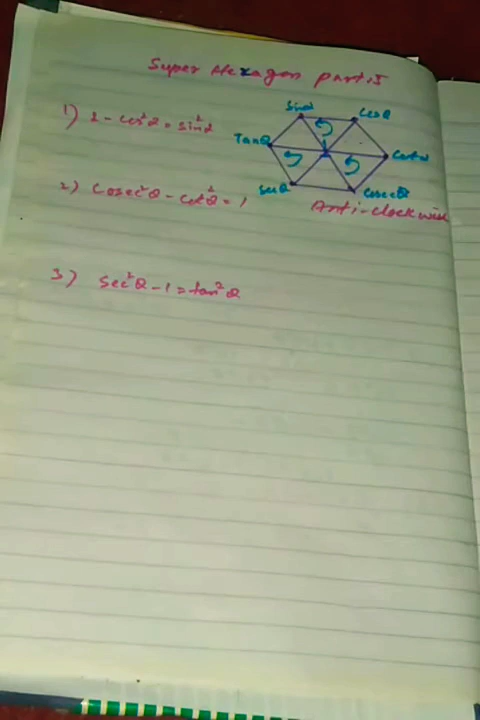 Super Hexagon part-I
1) 1 - cos²θ = sin²θ
Sinθ
Cosθ
Tanθ
1
Cotθ
Secθ
Cosecθ
Anti-clockwise
2) Cosec²θ - cot²θ = 1
3) Sec²θ - 1 = tan²θ